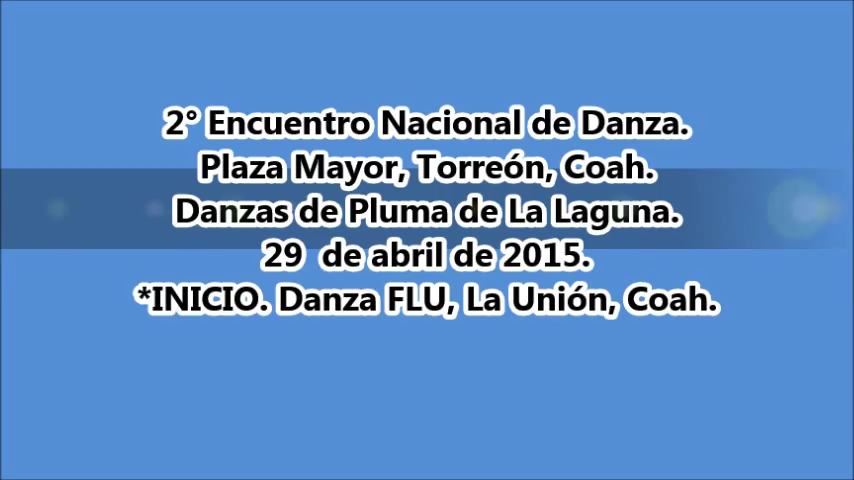 2° Encuentro Nacional de Danza.
Plaza Mayor, Torreón, Coah.
Danzas de Pluma de La Laguna.
29  de abril de 2015.
*INICIO. Danza FLU, La Unión, Coah.